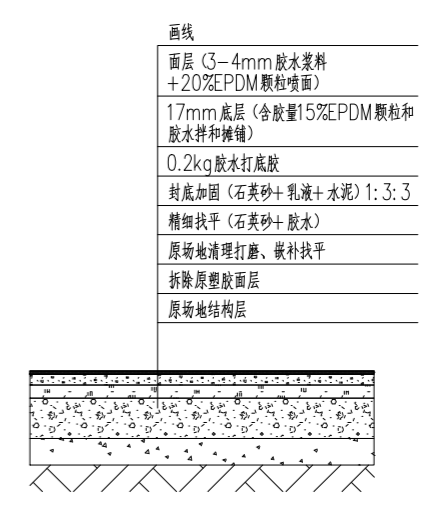 画线
面层（3-4mm胶水浆料
+20%EPDM颗粒喷面）
17mm底层（含胶量15%EPDM颗粒和
胶水拌和摊铺）
0.2kg胶水打底胶
封底加固（石英砂+乳液+水泥）1:3:3
精细找平（石英砂+胶水）
原场地清理打磨、嵌补找平
拆除原塑胶面层
原场地结构层